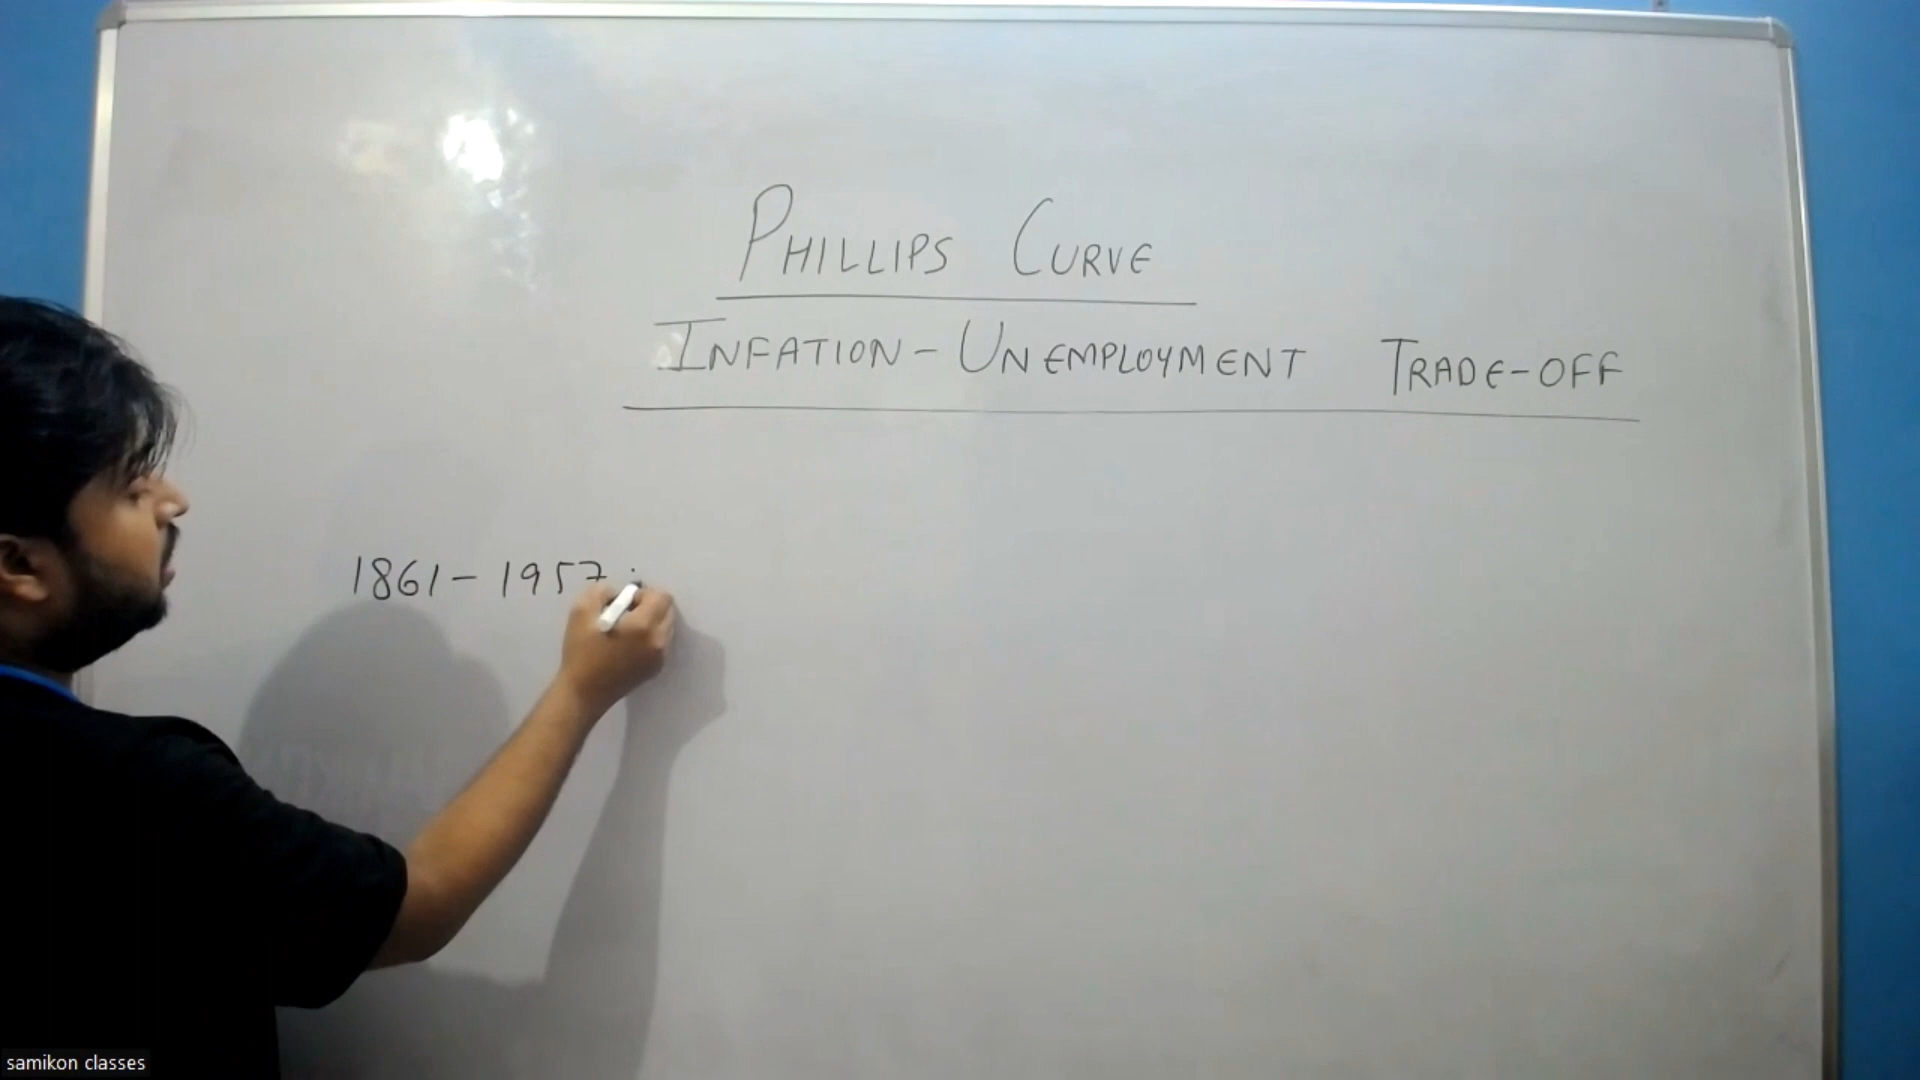 PHILLIPS CURVE
INFATION-UNEMPLOYMENT TRADE-OFF
1861-1957:
samikon classes